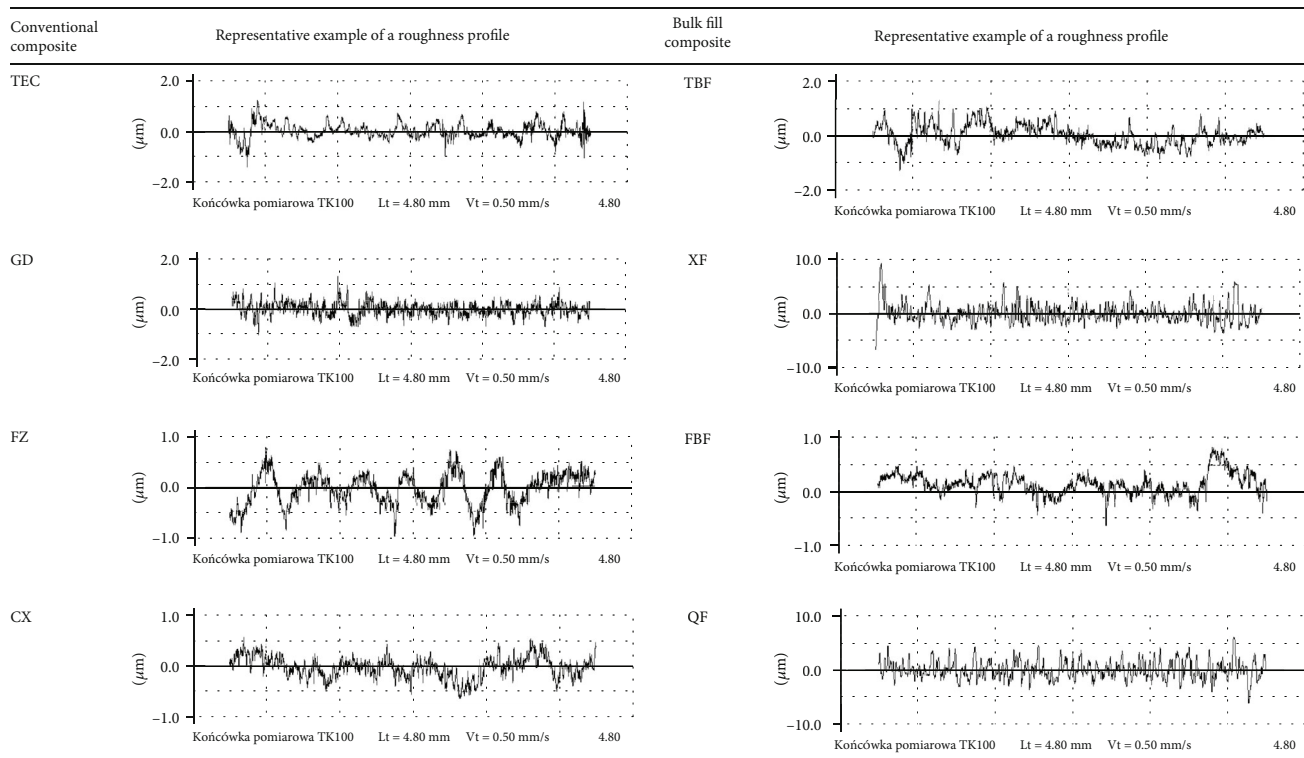 Conventional composite
Representative example of a roughness profile
Bulk fill composite
Representative example of a roughness profile
TEC
2.0
0.0
−2.0
(μm)
Końcówka pomiarowa TK100 Lt = 4.80 mm Vt = 0.50 mm/s 4.80
TBF
2.0
0.0
−2.0
(μm)
Końcówka pomiarowa TK100 Lt = 4.80 mm Vt = 0.50 mm/s 4.80
GD
2.0
0.0
−2.0
(μm)
Końcówka pomiarowa TK100 Lt = 4.80 mm Vt = 0.50 mm/s 4.80
XF
10.0
0.0
−10.0
(μm)
Końcówka pomiarowa TK100 Lt = 4.80 mm Vt = 0.50 mm/s 4.80
FZ
1.0
0.0
−1.0
(μm)
Końcówka pomiarowa TK100 Lt = 4.80 mm Vt = 0.50 mm/s 4.80
FBF
1.0
0.0
−1.0
(μm)
Końcówka pomiarowa TK100 Lt = 4.80 mm Vt = 0.50 mm/s 4.80
CX
1.0
0.0
−1.0
(μm)
Końcówka pomiarowa TK100 Lt = 4.80 mm Vt = 0.50 mm/s 4.80
QF
10.0
0.0
−10.0
(μm)
Końcówka pomiarowa TK100 Lt = 4.80 mm Vt = 0.50 mm/s 4.80